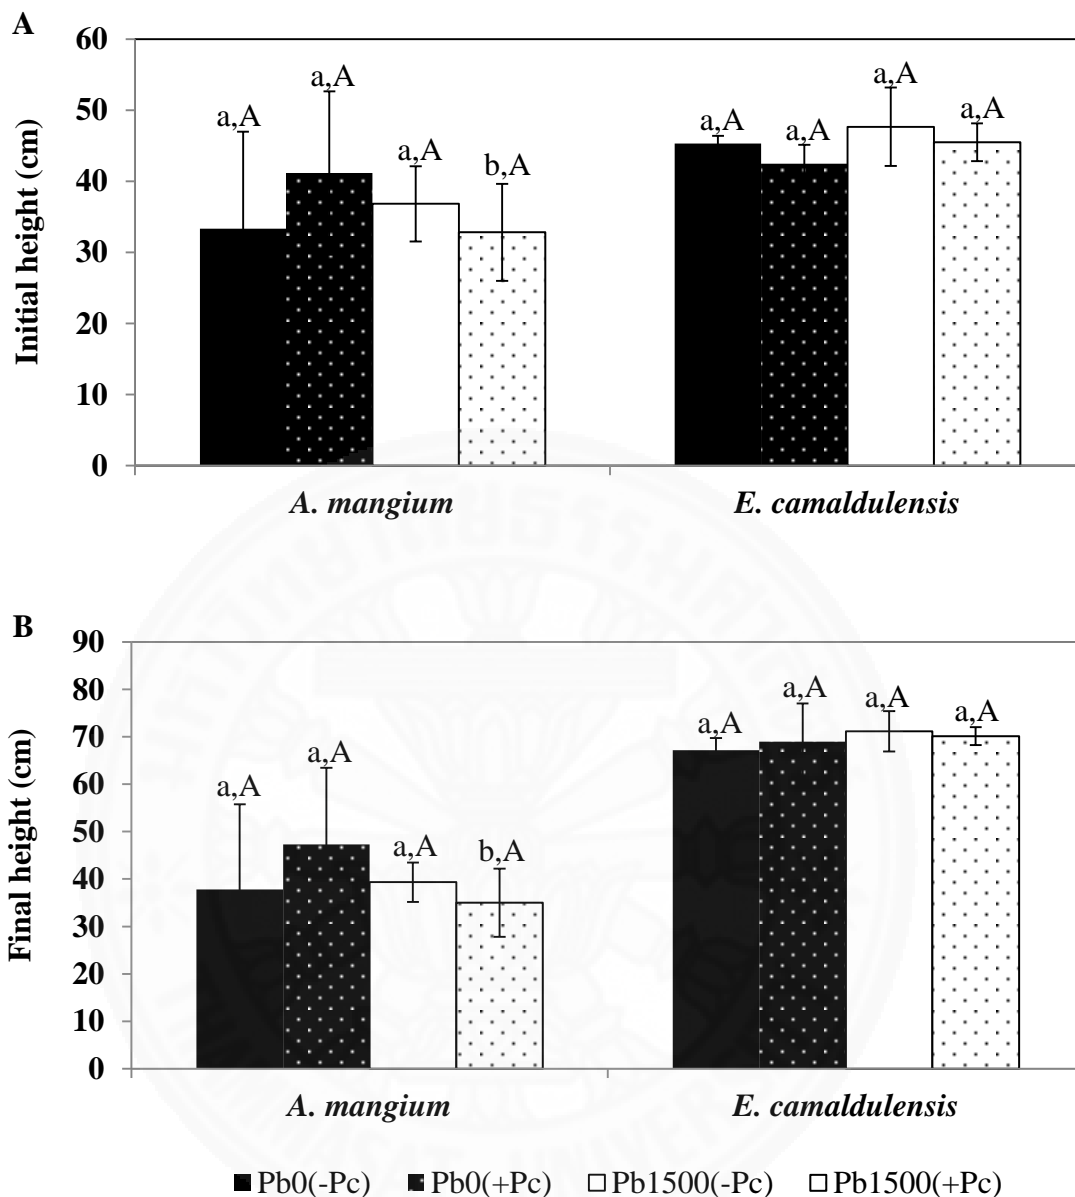 A
60
50
40
30
20
10
0
Initial height (cm)
a,A
a,A
a,A
b,A
a,A
a,A
a,A
a,A
A. mangium
E. camaldulensis
B
90
80
70
60
50
40
30
20
10
0
Final height (cm)
a,A
a,A
a,A
b,A
a,A
a,A
a,A
a,A
A. mangium
E. camaldulensis
Pb0(-Pc) Pb0(+Pc) Pb1500(-Pc) Pb1500(+Pc)